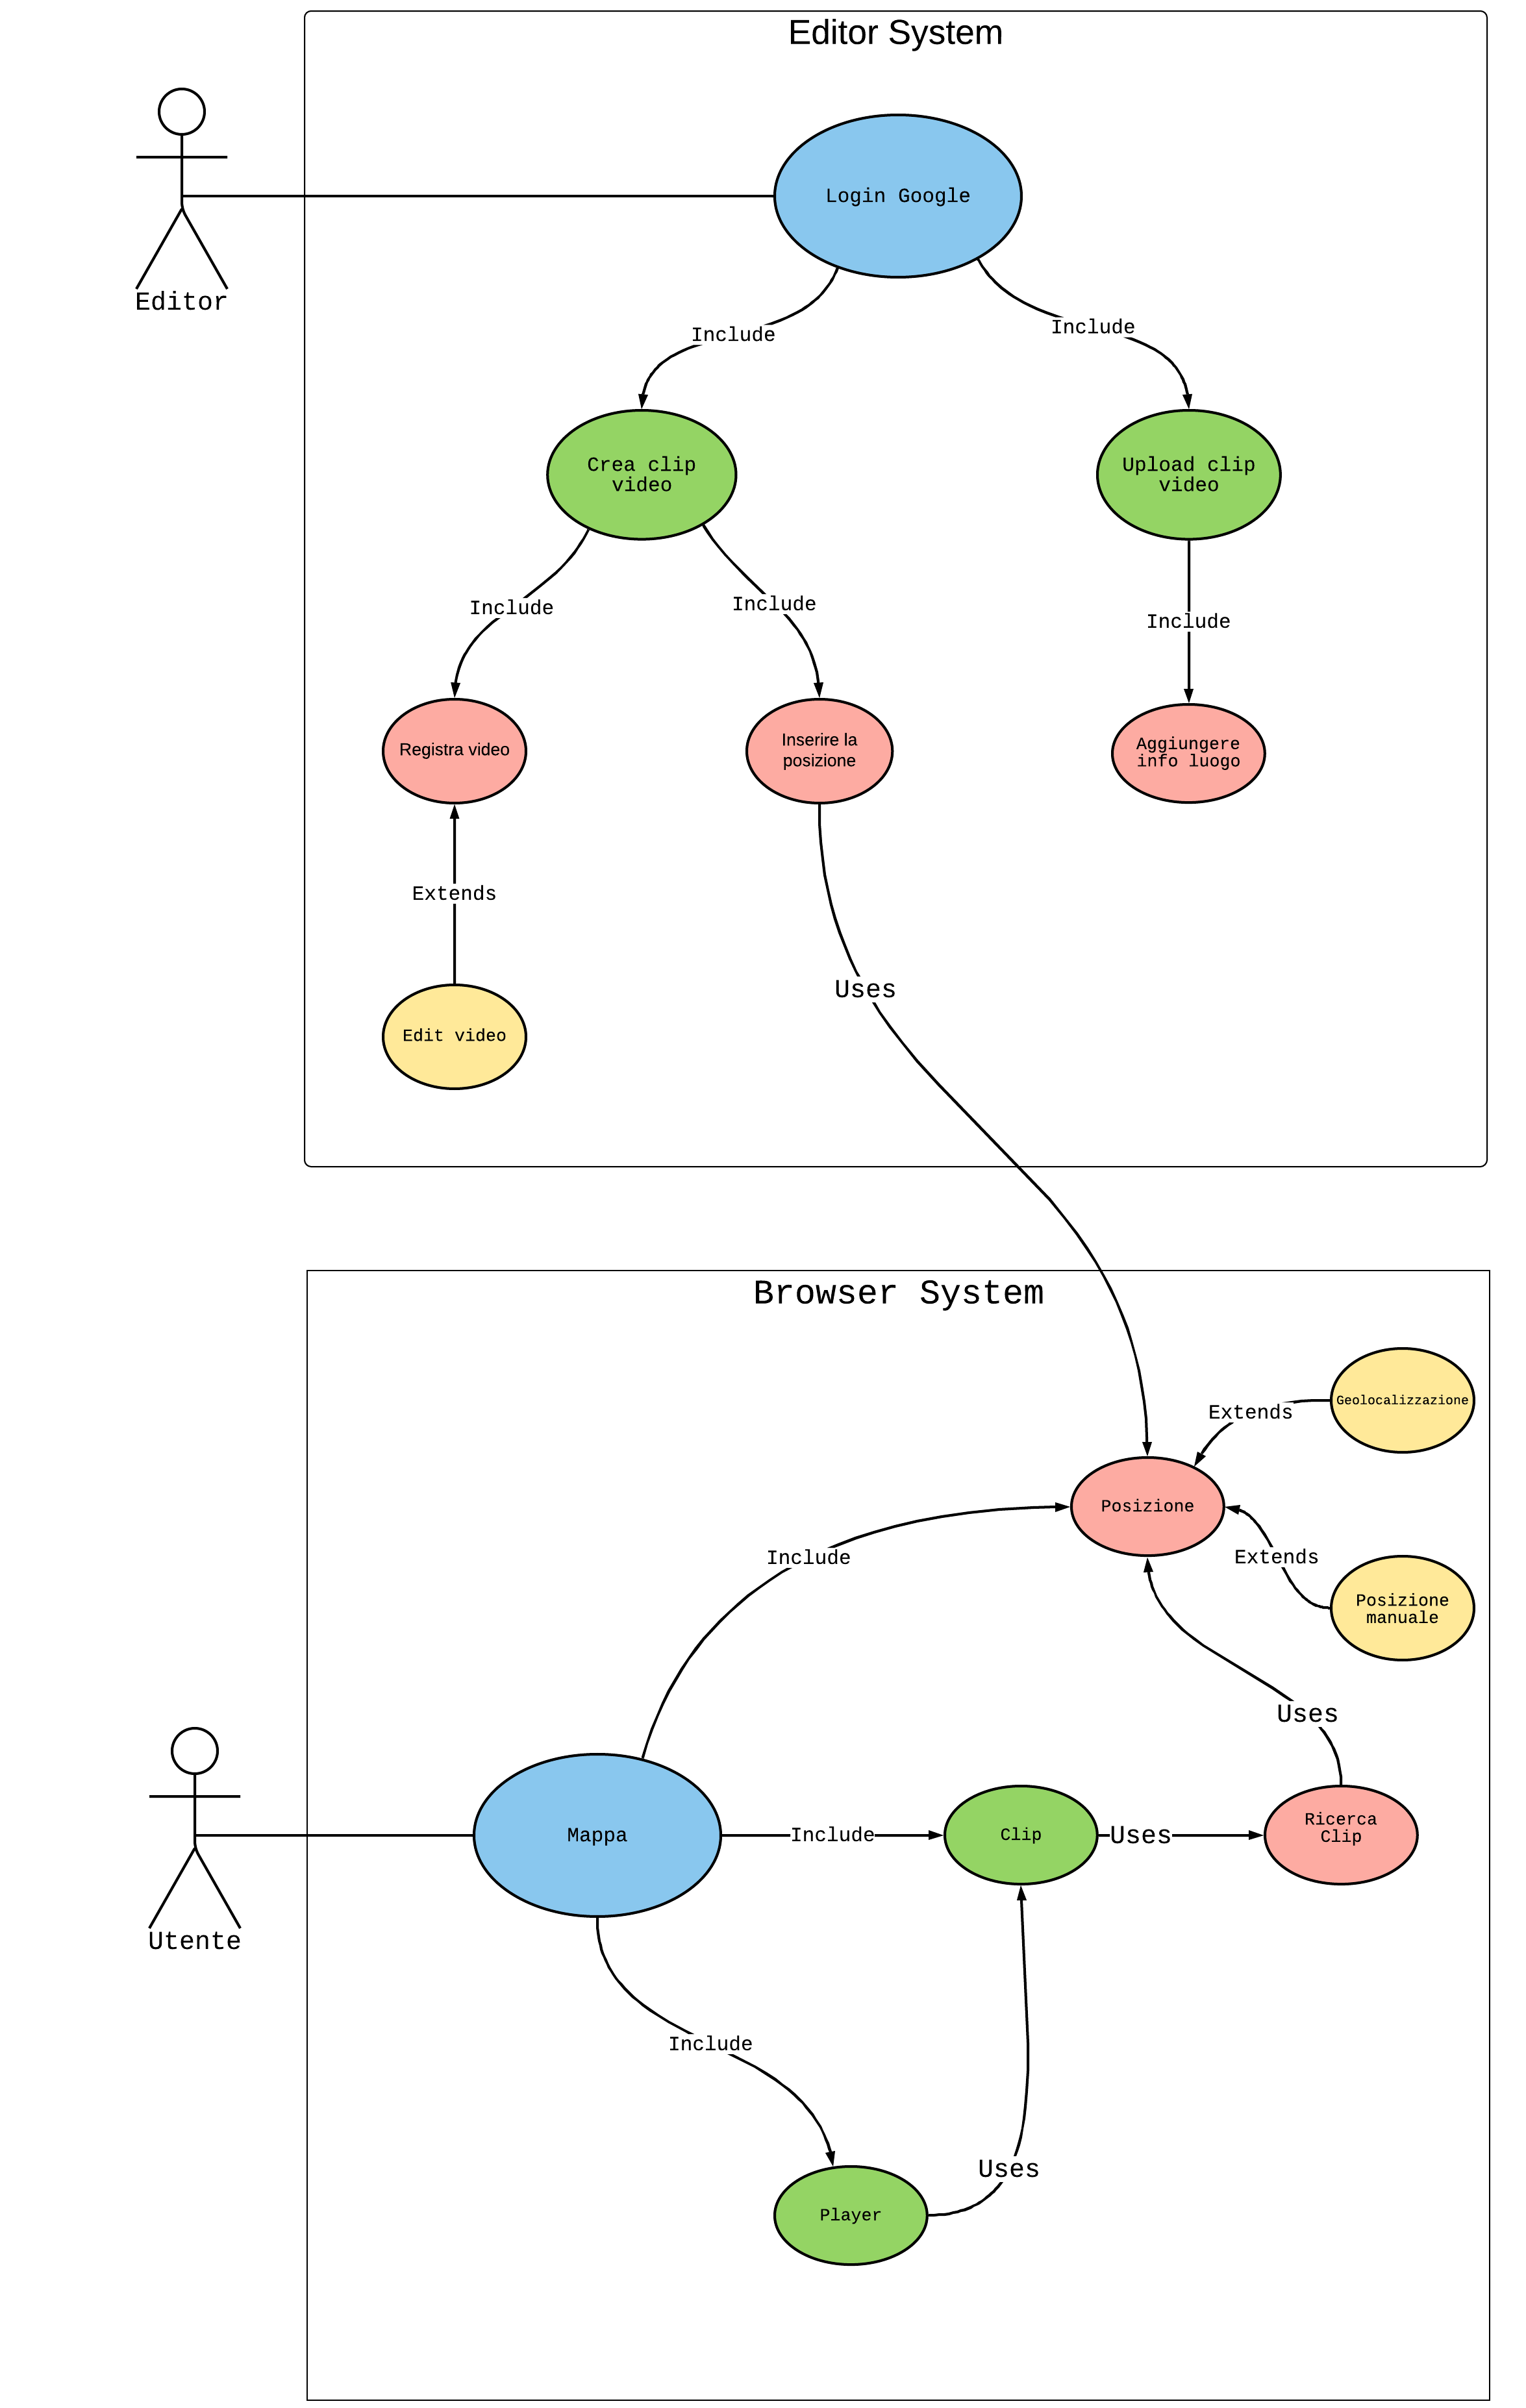 Editor System
Login Google
Editor
Include
Include
Crea clip
video
Upload clip
video
Include
Include
Include
Registra video
Inserire la
posizione
Aggiungere
info luogo
Extends
Uses
Edit video
Browser System
Geolocalizzazione
Extends
Posizione
Include
Extends
Posizione
manuale
Uses
Mappa
Include
Clip
Uses
Ricerca
Clip
Utente
Include
Uses
Player